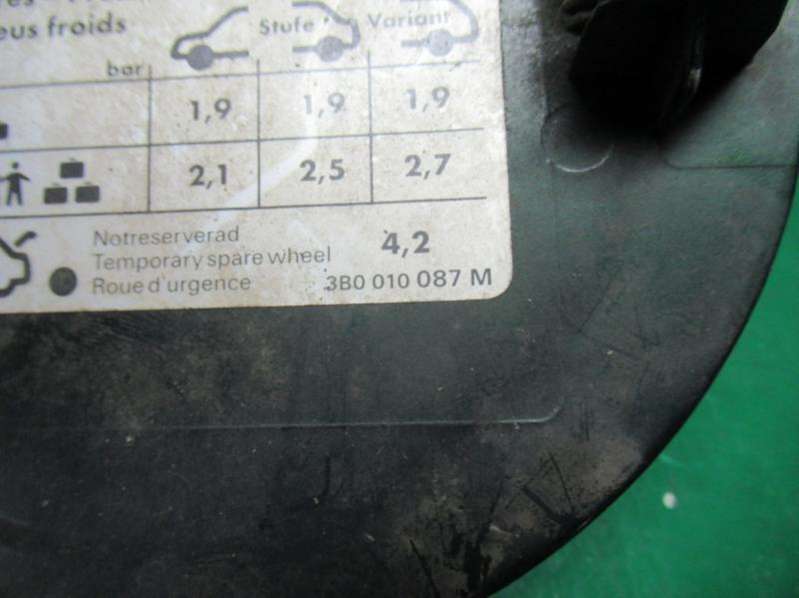 eus froids
Stufe Variant
bar
1,9 1,9 1,9
2,1 2,5 2,7
Notreserverad
4,2
Temporary spare wheel
Roue d'urgence
3B0 010 087 M